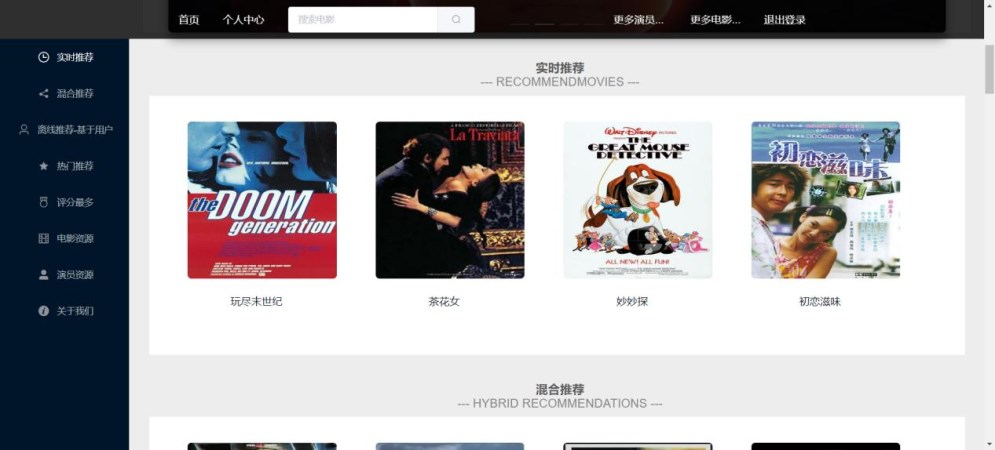 首页
个人中心
搜索电影
更多演员...
更多电影...
退出登录
实时推荐
混合推荐
离线推荐-基于用户
热门推荐
评分最多
电影资源
演员资源
关于我们
实时推荐
--- RECOMMENDMOVIES ---
the DOOM
generation
La Traviata
WALT DISNEY PICTURES
THE
GREAT MOUSE
DETECTIVE
ALL NEW! ALL FUN!
初恋滋味
玩尽末世纪
茶花女
妙妙探
初恋滋味
混合推荐
--- HYBRID RECOMMENDATIONS ---